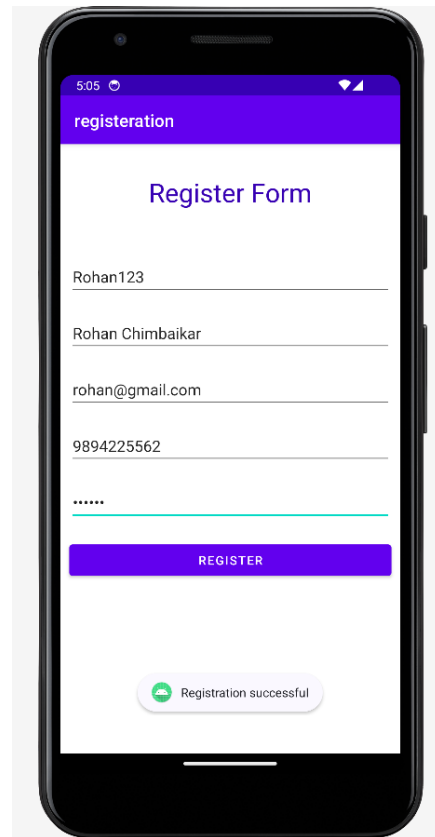 5:05
registeration
Register Form
Rohan123
Rohan Chimbaikar
rohan@gmail.com
9894225562
••••••
REGISTER
Registration successful